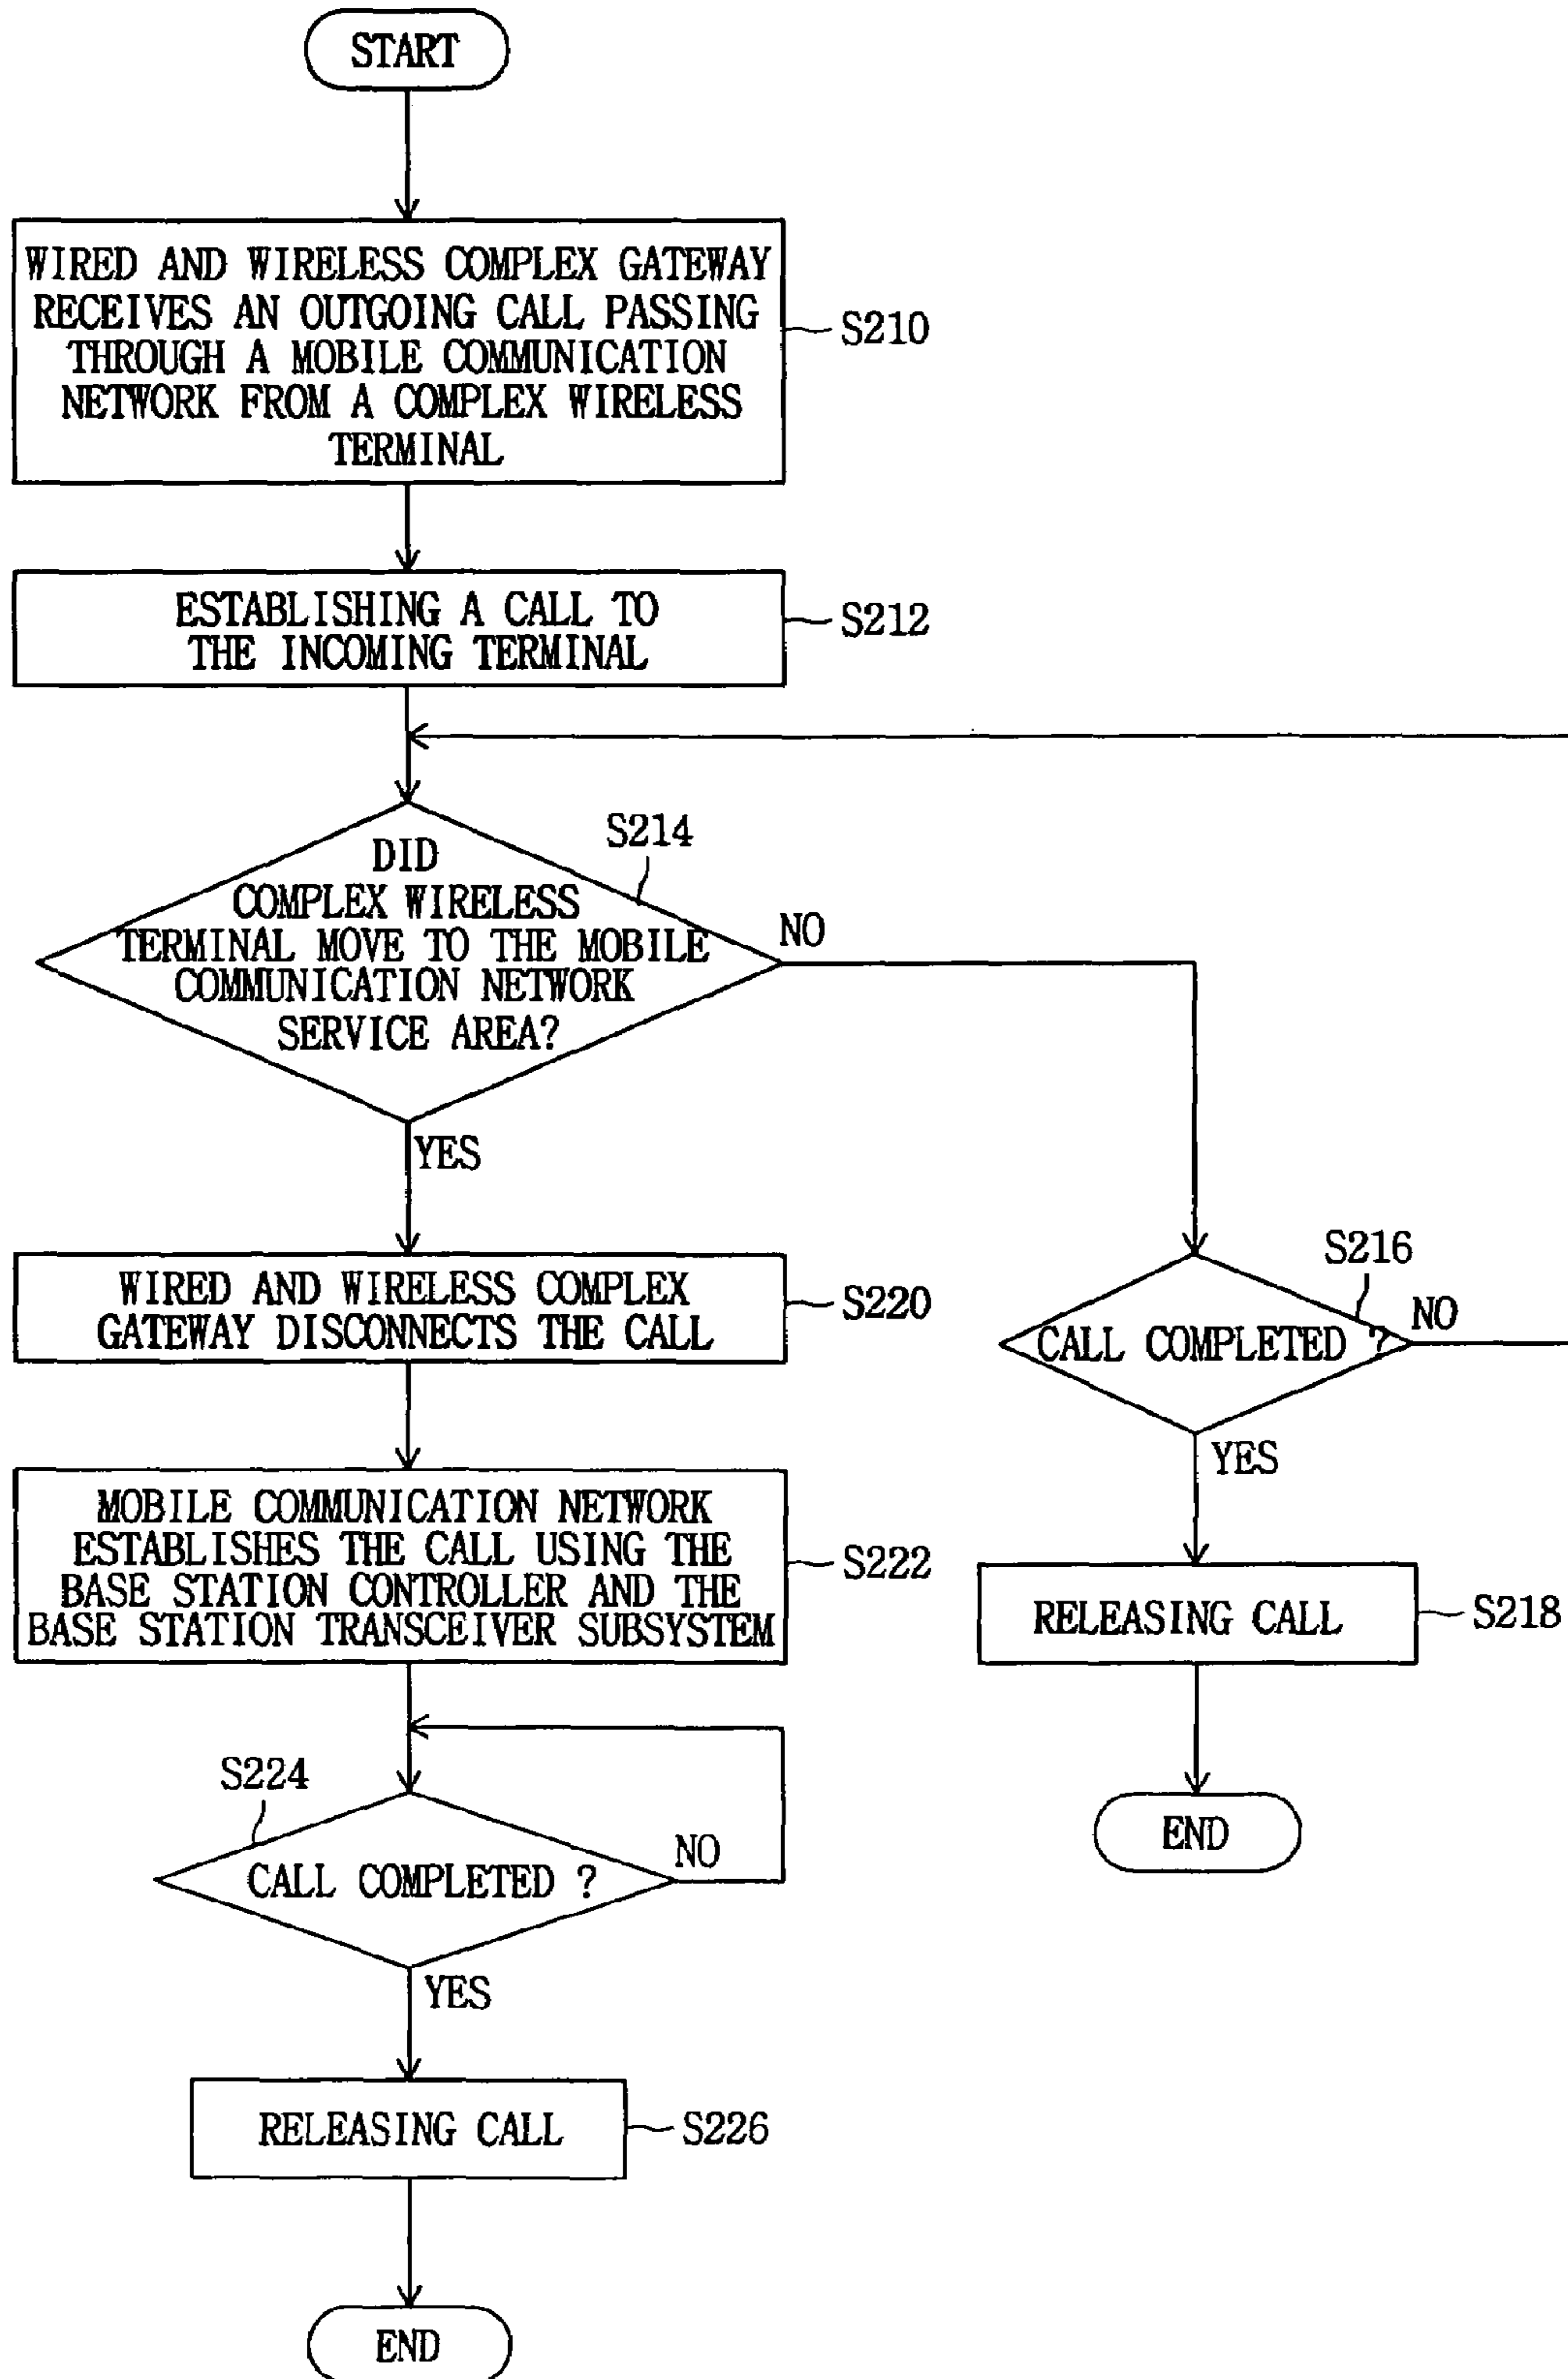 START
WIRED AND WIRELESS COMPLEX GATEWAY
RECEIVES AN OUTGOING CALL PASSING
THROUGH A MOBILE COMMUNICATION
NETWORK FROM A COMPLEX WIRELESS
TERMINAL
S210
ESTABLISHING A CALL TO
THE INCOMING TERMINAL
S212
S214
DID
COMPLEX WIRELESS
TERMINAL MOVE TO THE MOBILE
COMMUNICATION NETWORK
SERVICE AREA?
NO
YES
WIRED AND WIRELESS COMPLEX
GATEWAY DISCONNECTS THE CALL
S220
S216
CALL COMPLETED ?
NO
YES
MOBILE COMMUNICATION NETWORK
ESTABLISHES THE CALL USING THE
BASE STATION CONTROLLER AND THE
BASE STATION TRANSCEIVER SUBSYSTEM
S222
RELEASING CALL
S218
END
S224
CALL COMPLETED ?
NO
YES
RELEASING CALL
S226
END